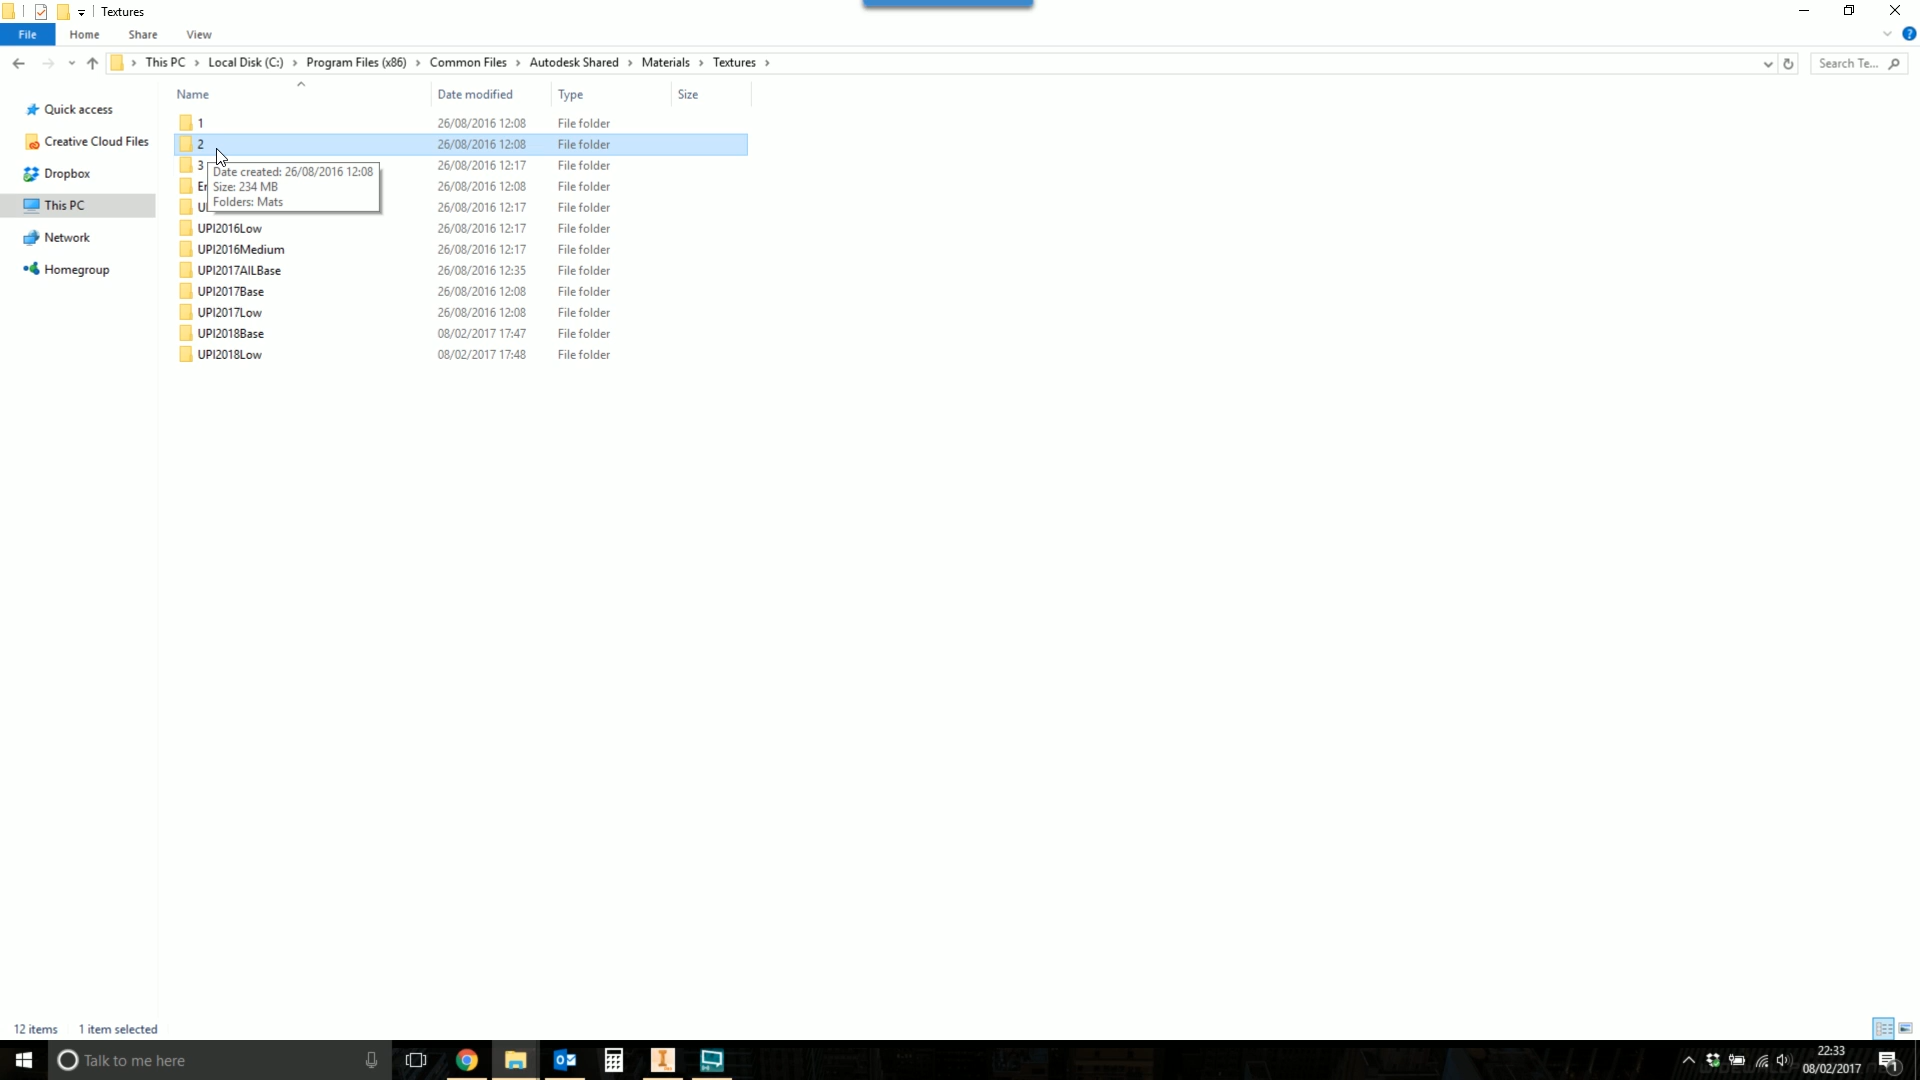 Textures
File Home Share View
This PC Local Disk (C:) Program Files (x86) Common Files Autodesk Shared Materials Textures
Search Te...
Name Date modified Type Size
Quick access
Creative Cloud Files
Dropbox
This PC
Network
Homegroup
1 26/08/2016 12:08 File folder
2 26/08/2016 12:08 File folder
3 26/08/2016 12:17 File folder
26/08/2016 12:08 File folder
26/08/2016 12:17 File folder
UPI2016Low 26/08/2016 12:17 File folder
UPI2016Medium 26/08/2016 12:17 File folder
UPI2017AILBase 26/08/2016 12:35 File folder
UPI2017Base 26/08/2016 12:08 File folder
UPI2017Low 26/08/2016 12:08 File folder
UPI2018Base 08/02/2017 17:47 File folder
UPI2018Low 08/02/2017 17:48 File folder
Date created: 26/08/2016 12:08
Size: 234 MB
Folders: Mats
12 items 1 item selected
Talk to me here
22:33
08/02/2017
1